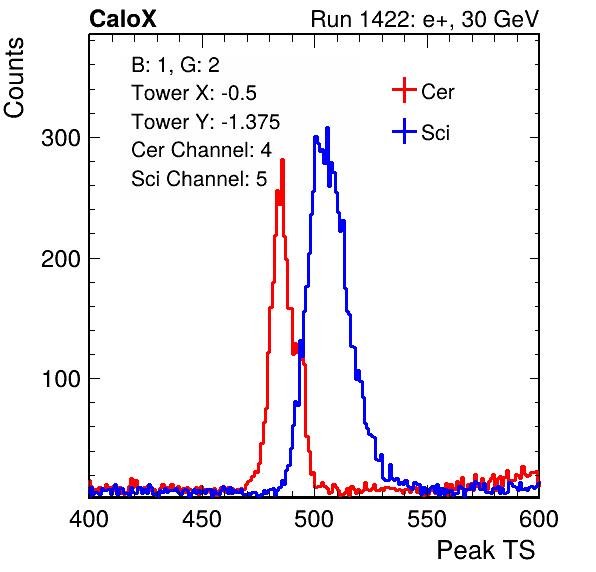 CaloX Run 1422: e+, 30 GeV
Counts
B: 1, G: 2
Tower X: -0.5
Tower Y: -1.375
Cer Channel: 4
Sci Channel: 5
Cer
Sci
300
200
100
400 450 500 550 600
Peak TS